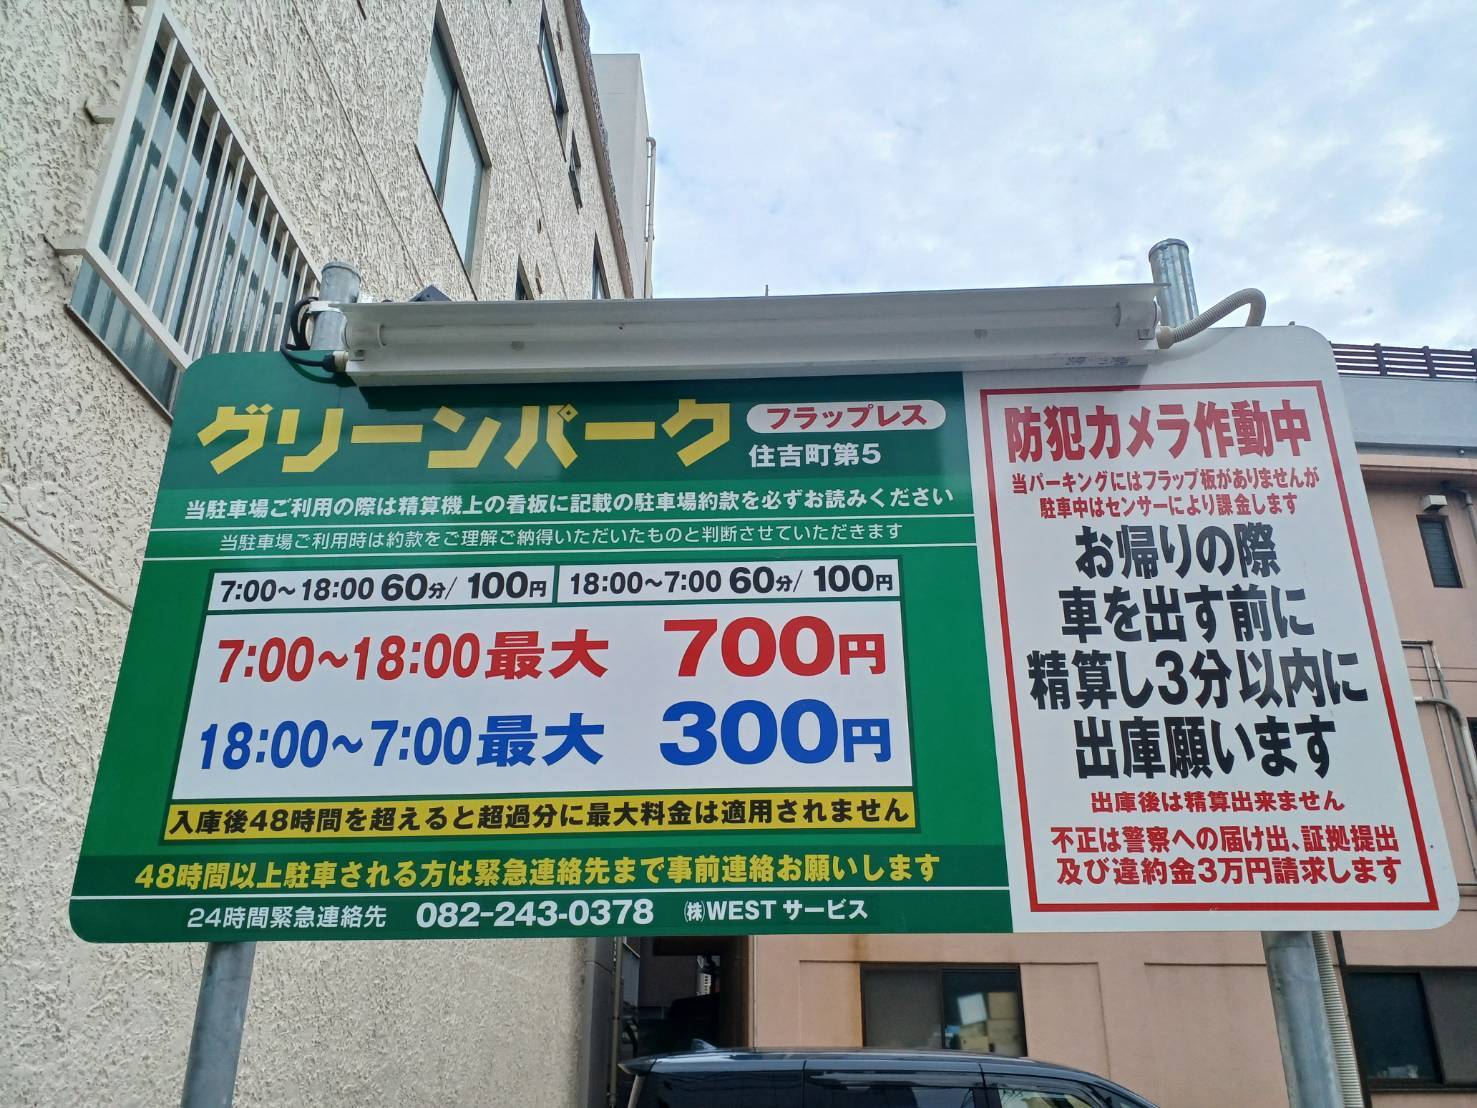 グリーンパーク フラップレス
住吉町第5
当駐車場ご利用の際は精算機上の看板に記載の駐車場約款を必ずお読みください
当駐車場ご利用時は約款をご理解ご納得いただいたものと判断させていただきます
7:00～18:00 60分/ 100円 18:00～7:00 60分/ 100円
7:00～18:00最大 700円
18:00～7:00最大 300円
入庫後48時間を超えると超過分に最大料金は適用されません
48時間以上駐車される方は緊急連絡先まで事前連絡お願いします
24時間緊急連絡先 082-243-0378 ㈱WESTサービス
防犯カメラ作動中
当パーキングにはフラップ板がありませんが
駐車中はセンサーにより課金します
お帰りの際
車を出す前に
精算し3分以内に
出庫願います
出庫後は精算出来ません
不正は警察への届け出、証拠提出
及び違約金3万円請求します